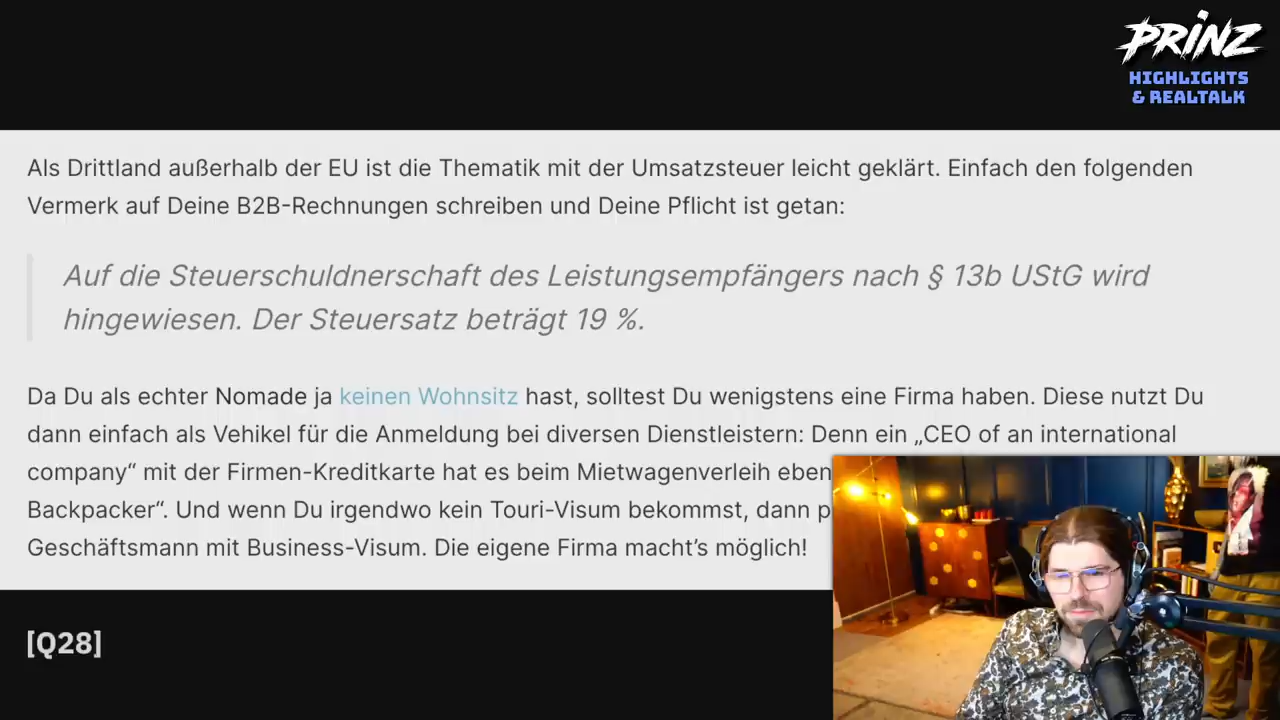 PRINZ
HIGHLIGHTS
& REALTALK
Als Drittland außerhalb der EU ist die Thematik mit der Umsatzsteuer leicht geklärt. Einfach den folgenden
Vermerk auf Deine B2B-Rechnungen schreiben und Deine Pflicht ist getan:
Auf die Steuerschuldnerschaft des Leistungsempfängers nach § 13b UStG wird
hingewiesen. Der Steuersatz beträgt 19 %.
Da Du als echter Nomade ja keinen Wohnsitz hast, solltest Du wenigstens eine Firma haben. Diese nutzt Du
dann einfach als Vehikel für die Anmeldung bei diversen Dienstleistern: Denn ein „CEO of an international
company“ mit der Firmen-Kreditkarte hat es beim Mietwagenverleih eben
Backpacker“. Und wenn Du irgendwo kein Touri-Visum bekommst, dann p
Geschäftsmann mit Business-Visum. Die eigene Firma macht’s möglich!
[Q28]